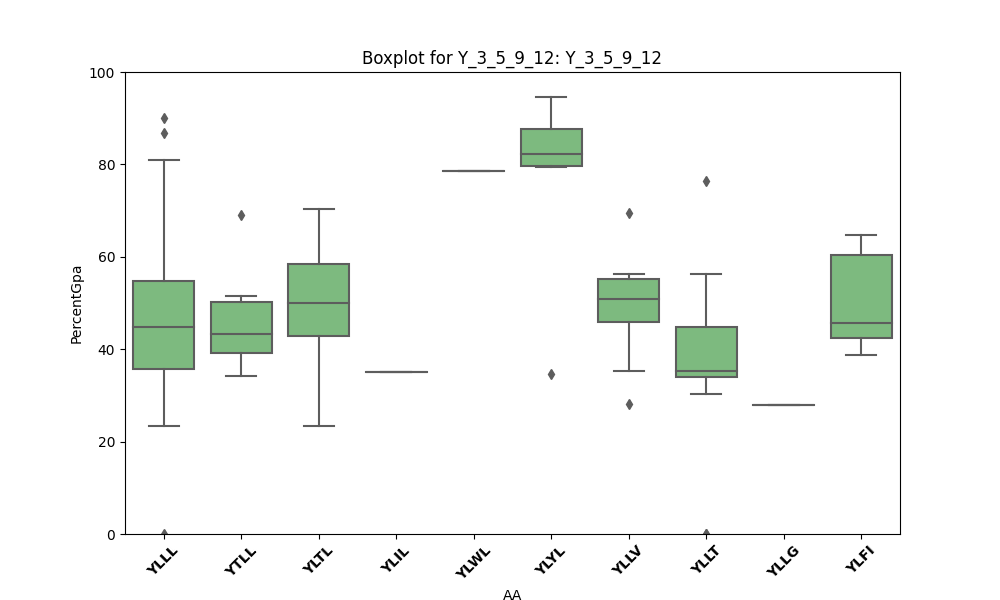 Boxplot for Y_3_5_9_12: Y_3_5_9_12
PercentGpa
100
80
60
40
20
0
YLLL YTLL YLTL YLIL YLWL YLYL YLLV YLLT YLLG YLFI
AA